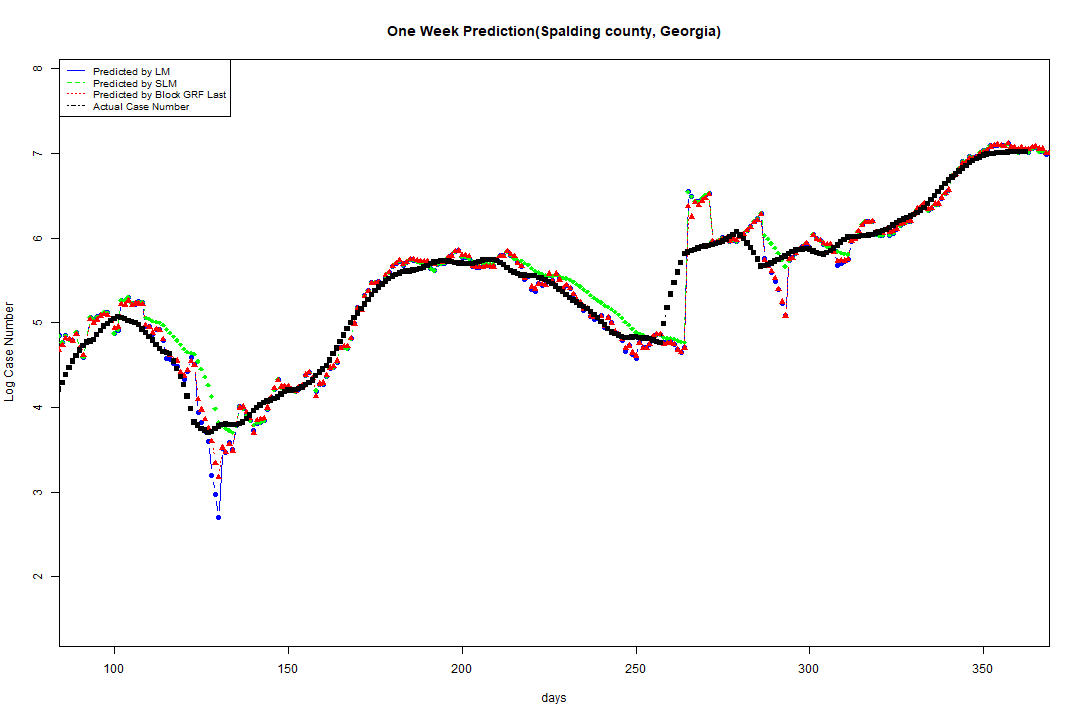 One Week Prediction(Spalding county, Georgia)
Predicted by LM
Predicted by SLM
Predicted by Block GRF Last
Actual Case Number
8
7
6
5
4
3
2
Log Case Number
100 150 200 250 300 350
days